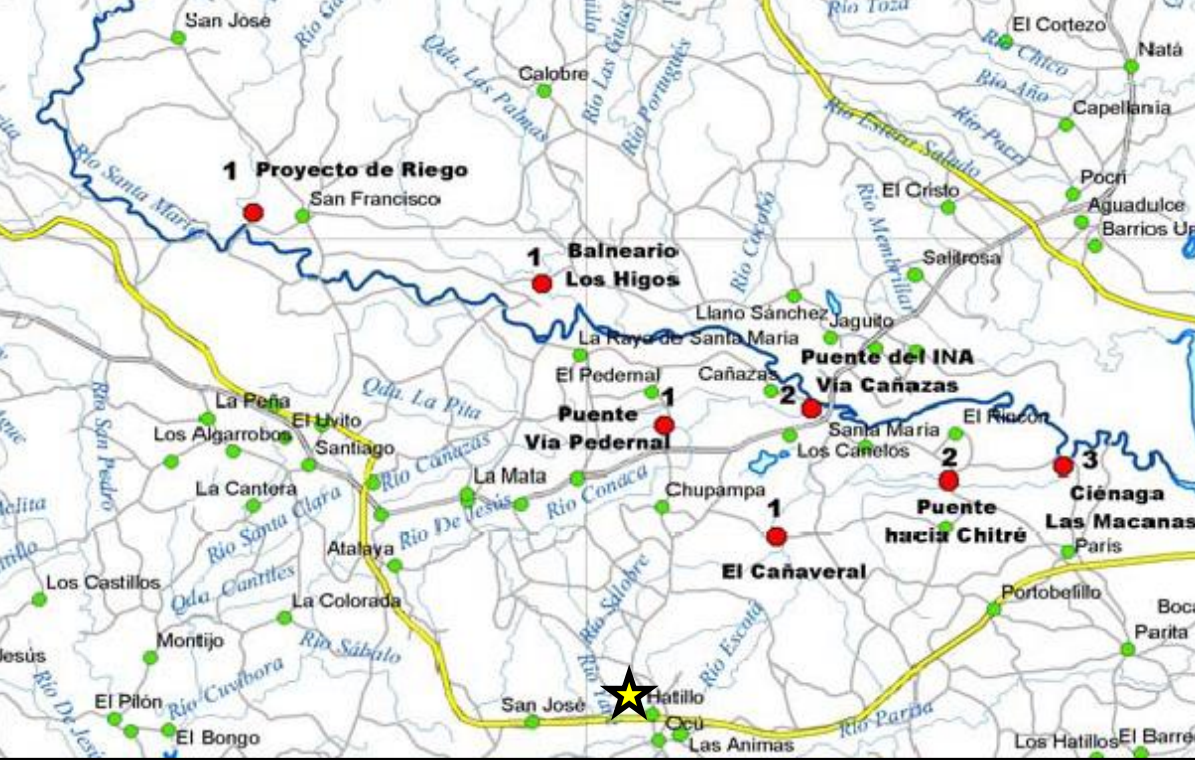 San José
Río Toza
El Cortezo
Río Chico
Natá
Qda. Las Palmas
Río Las Guías
Río Portugués
Calobre
Río Año
Capellania
Río Estero Salado
Río Pacri
1 Proyecto de Riego
San Francisco
Río Santa María
El Cristo
Pocrí
Aguadulce
Río Membrillar
Río Cocobó
1 Balneario
Los Higos
Salitrosa
Llano Sánchez
Jaguito
La Raya de Santa María
Puente del INA
Vía Cañazas
2
El Pedernal
Cañazas
1
Puente
Vía Pedernal
Qda. La Pita
La Peña
El Uvito
Los Algarrobos
Santiago
Río San Pedro
Río Cañazas
El Rincón
Santa María
Los Canelos
La Mata
La Cantera
Río Santa Clara
Río De Jesús
Río Conaca
Chupampa
2
Puente
hacia Chitré
3
Ciénaga
Las Macanas
1
El Cañaveral
Atalaya
París
Los Castillos
Qda. Cantiles
La Colorada
Río Salobre
Río Escotá
Portobelillo
Montijo
Río Sábalo
Parita
Río Cuvibora
Río De Jesús
El Pilón
El Bongo
San José
Hatillo
Ocú
Las Animas
Río Parita
Los Hatillos